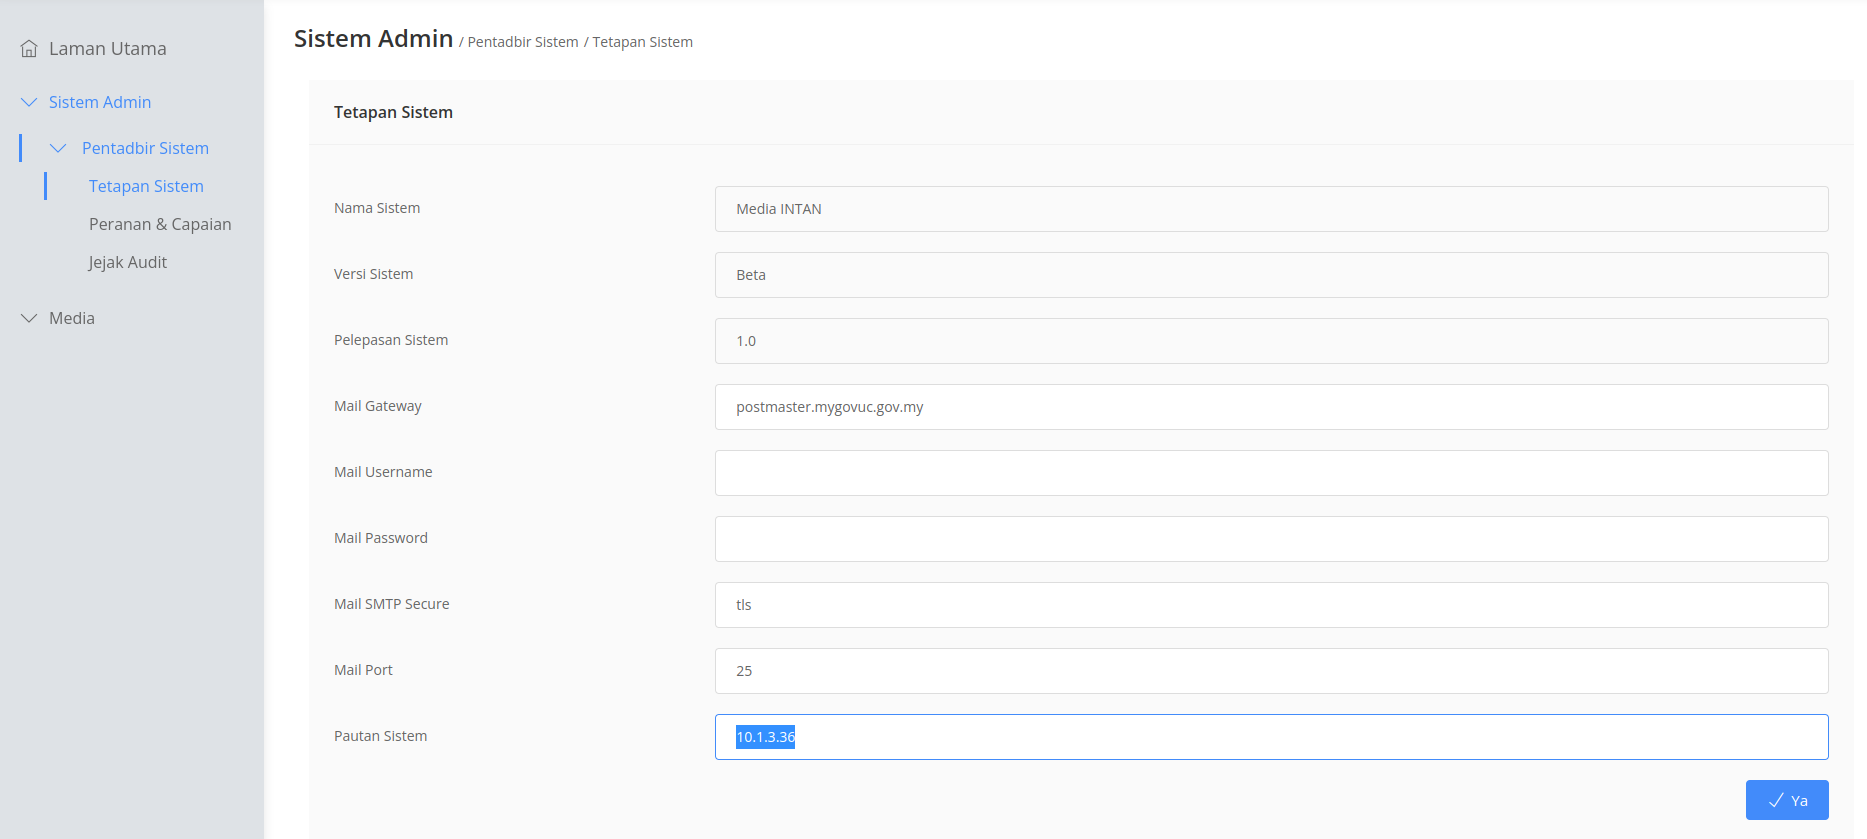 Laman Utama
Sistem Admin
Pentadbir Sistem
Tetapan Sistem
Peranan & Capaian
Jejak Audit
Media
Sistem Admin / Pentadbir Sistem / Tetapan Sistem
Tetapan Sistem
Nama Sistem Media INTAN
Versi Sistem Beta
Pelepasan Sistem 1.0
Mail Gateway postmaster.mygovuc.gov.my
Mail Username
Mail Password
Mail SMTP Secure tls
Mail Port 25
Pautan Sistem 10.1.3.36
Ya